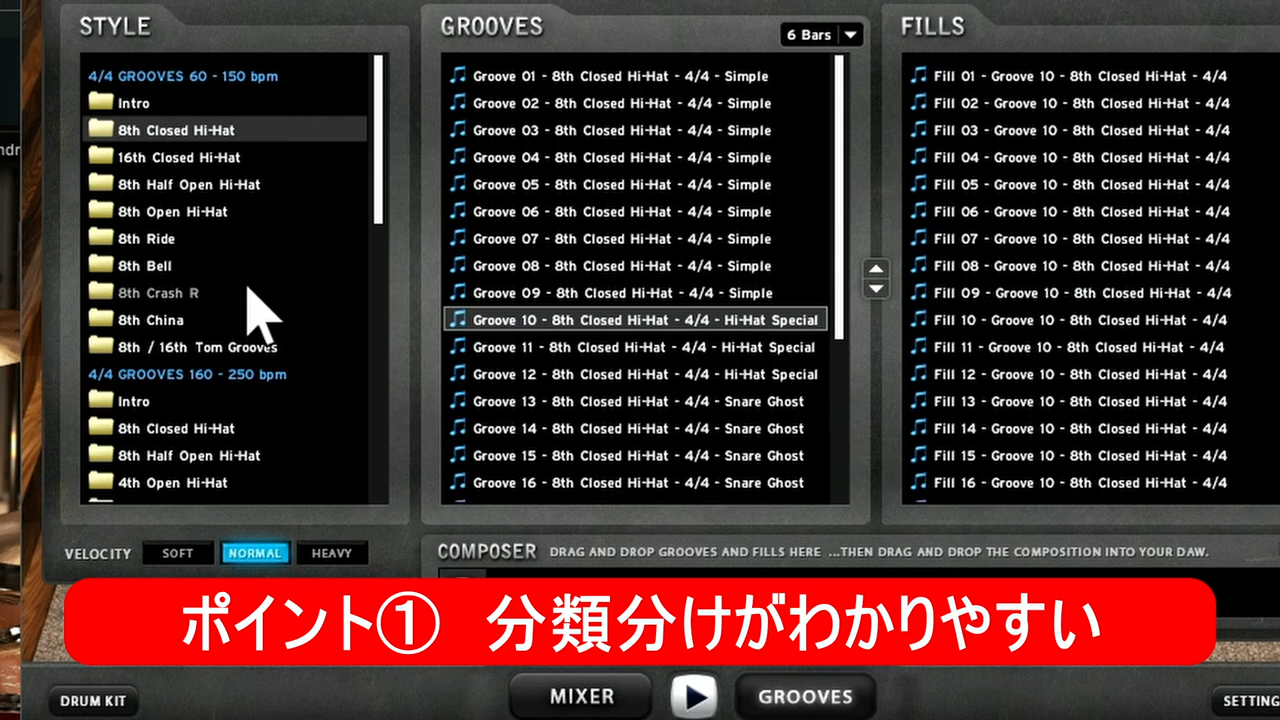 STYLE
4/4 GROOVES 60 - 150 bpm
Intro
8th Closed Hi-Hat
16th Closed Hi-Hat
8th Half Open Hi-Hat
8th Open Hi-Hat
8th Ride
8th Bell
8th Crash R
8th China
8th / 16th Tom Grooves
4/4 GROOVES 160 - 250 bpm
Intro
8th Closed Hi-Hat
8th Half Open Hi-Hat
4th Open Hi-Hat
GROOVES
6 Bars
Groove 01 - 8th Closed Hi-Hat - 4/4 - Simple
Groove 02 - 8th Closed Hi-Hat - 4/4 - Simple
Groove 03 - 8th Closed Hi-Hat - 4/4 - Simple
Groove 04 - 8th Closed Hi-Hat - 4/4 - Simple
Groove 05 - 8th Closed Hi-Hat - 4/4 - Simple
Groove 06 - 8th Closed Hi-Hat - 4/4 - Simple
Groove 07 - 8th Closed Hi-Hat - 4/4 - Simple
Groove 08 - 8th Closed Hi-Hat - 4/4 - Simple
Groove 09 - 8th Closed Hi-Hat - 4/4 - Simple
Groove 10 - 8th Closed Hi-Hat - 4/4 - Hi-Hat Special
Groove 11 - 8th Closed Hi-Hat - 4/4 - Hi-Hat Special
Groove 12 - 8th Closed Hi-Hat - 4/4 - Hi-Hat Special
Groove 13 - 8th Closed Hi-Hat - 4/4 - Snare Ghost
Groove 14 - 8th Closed Hi-Hat - 4/4 - Snare Ghost
Groove 15 - 8th Closed Hi-Hat - 4/4 - Snare Ghost
Groove 16 - 8th Closed Hi-Hat - 4/4 - Snare Ghost
FILLS
Fill 01 - Groove 10 - 8th Closed Hi-Hat - 4/4
Fill 02 - Groove 10 - 8th Closed Hi-Hat - 4/4
Fill 03 - Groove 10 - 8th Closed Hi-Hat - 4/4
Fill 04 - Groove 10 - 8th Closed Hi-Hat - 4/4
Fill 05 - Groove 10 - 8th Closed Hi-Hat - 4/4
Fill 06 - Groove 10 - 8th Closed Hi-Hat - 4/4
Fill 07 - Groove 10 - 8th Closed Hi-Hat - 4/4
Fill 08 - Groove 10 - 8th Closed Hi-Hat - 4/4
Fill 09 - Groove 10 - 8th Closed Hi-Hat - 4/4
Fill 10 - Groove 10 - 8th Closed Hi-Hat - 4/4
Fill 11 - Groove 10 - 8th Closed Hi-Hat - 4/4
Fill 12 - Groove 10 - 8th Closed Hi-Hat - 4/4
Fill 13 - Groove 10 - 8th Closed Hi-Hat - 4/4
Fill 14 - Groove 10 - 8th Closed Hi-Hat - 4/4
Fill 15 - Groove 10 - 8th Closed Hi-Hat - 4/4
Fill 16 - Groove 10 - 8th Closed Hi-Hat - 4/4
VELOCITY SOFT NORMAL HEAVY
COMPOSER DRAG AND DROP GROOVES AND FILLS HERE ...THEN DRAG AND DROP THE COMPOSITION INTO YOUR DAW.
ポイント① 分類分けがわかりやすい
DRUM KIT
MIXER
GROOVES
SETTING